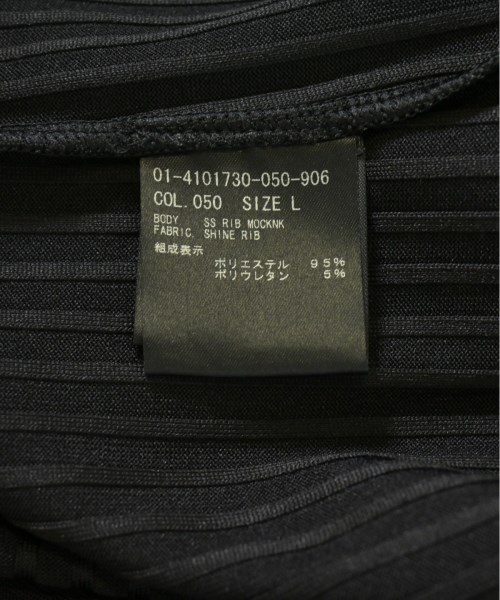 01-4101730-050-906
COL.050 SIZE L
BODY. SS RIB MOCKNK
FABRIC. SHINE RIB
組成表示
ポリエステル 95%
ポリウレタン 5%